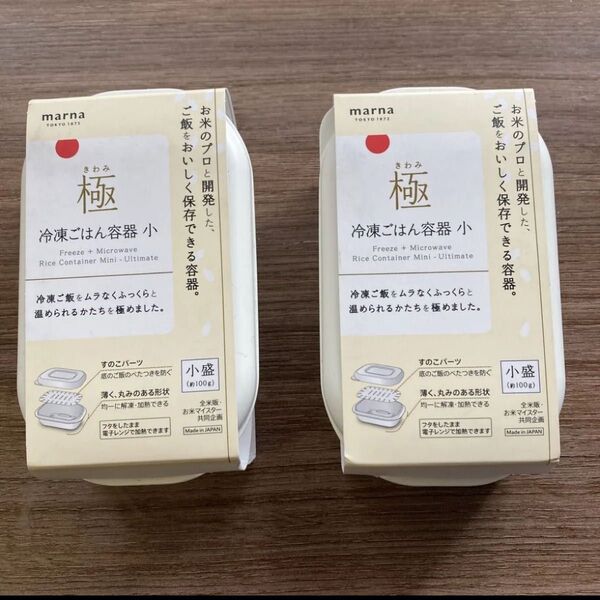 marna
TOKYO 1872
お米のプロと開発した、
ご飯をおいしく保存できる容器。
きわみ
極
冷凍ごはん容器 小
Freeze + Microwave
Rice Container Mini - Ultimate
冷凍ご飯をムラなくふっくらと
温められるかたちを極めました。
すのこパーツ
底のご飯のべたつきを防ぐ
薄く、丸みのある形状
均一に解凍・加熱できる
フタをしたまま
電子レンジで加熱できます
小盛
(約100g)
全米販・
お米マイスター
共同企画
Made in JAPAN
marna
TOKYO 1872
お米のプロと開発した、
ご飯をおいしく保存できる容器。
きわみ
極
冷凍ごはん容器 小
Freeze + Microwave
Rice Container Mini - Ultimate
冷凍ご飯をムラなくふっくらと
温められるかたちを極めました。
すのこパーツ
底のご飯のべたつきを防ぐ
薄く、丸みのある形状
均一に解凍・加熱できる
フタをしたまま
電子レンジで加熱できます
小盛
(約100g)
全米販・
お米マイスター
共同企画
Made in JAPAN